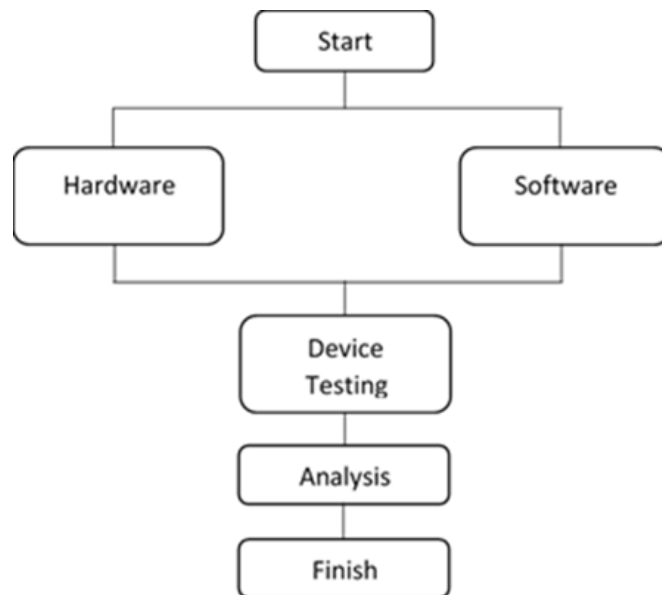 Start
Hardware
Software
Device
Testing
Analysis
Finish